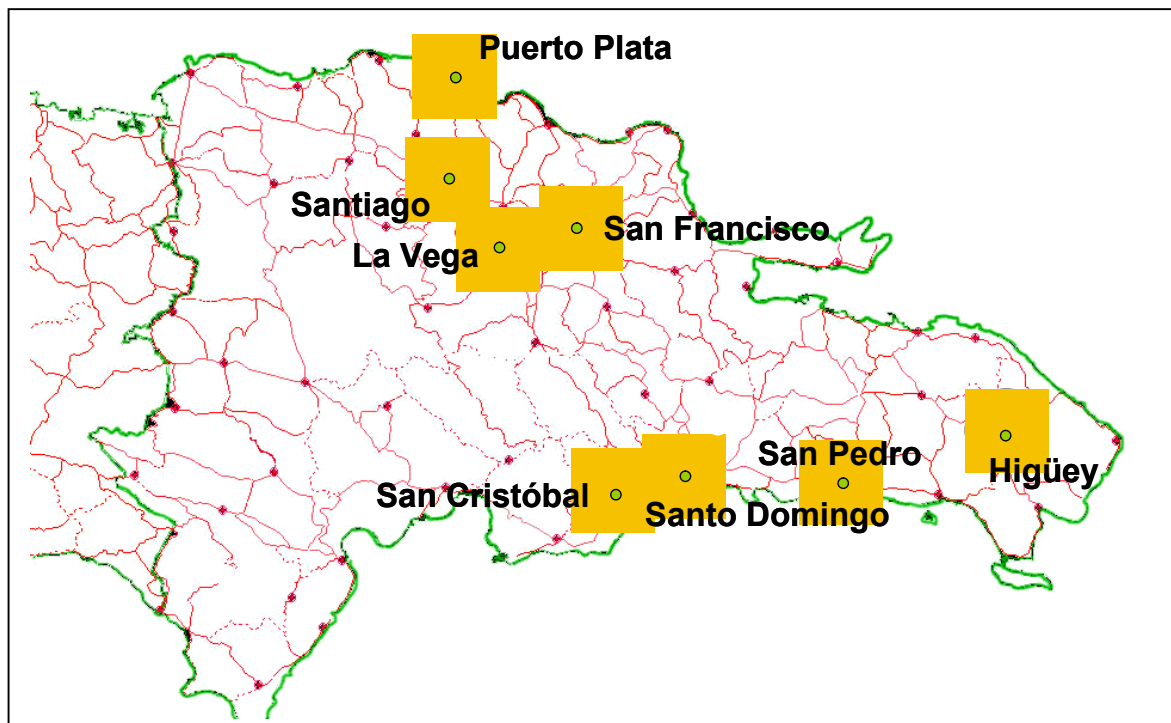 Puerto Plata
Santiago
San Francisco
La Vega
San Pedro
Higüey
San Cristóbal
Santo Domingo